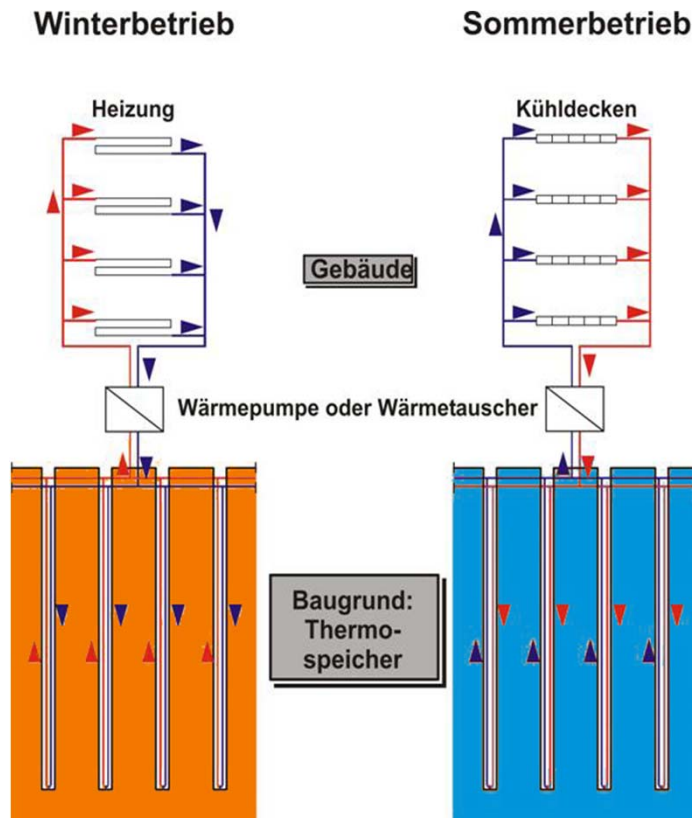 Winterbetrieb
Sommerbetrieb
Heizung
Kühldecken
Gebäude
Wärmepumpe oder Wärmetauscher
Baugrund:
Thermo-
speicher